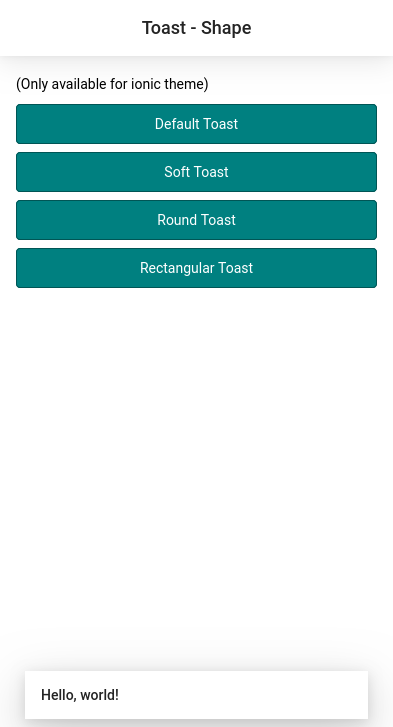 Toast - Shape
(Only available for ionic theme)
Default Toast
Soft Toast
Round Toast
Rectangular Toast
Hello, world!